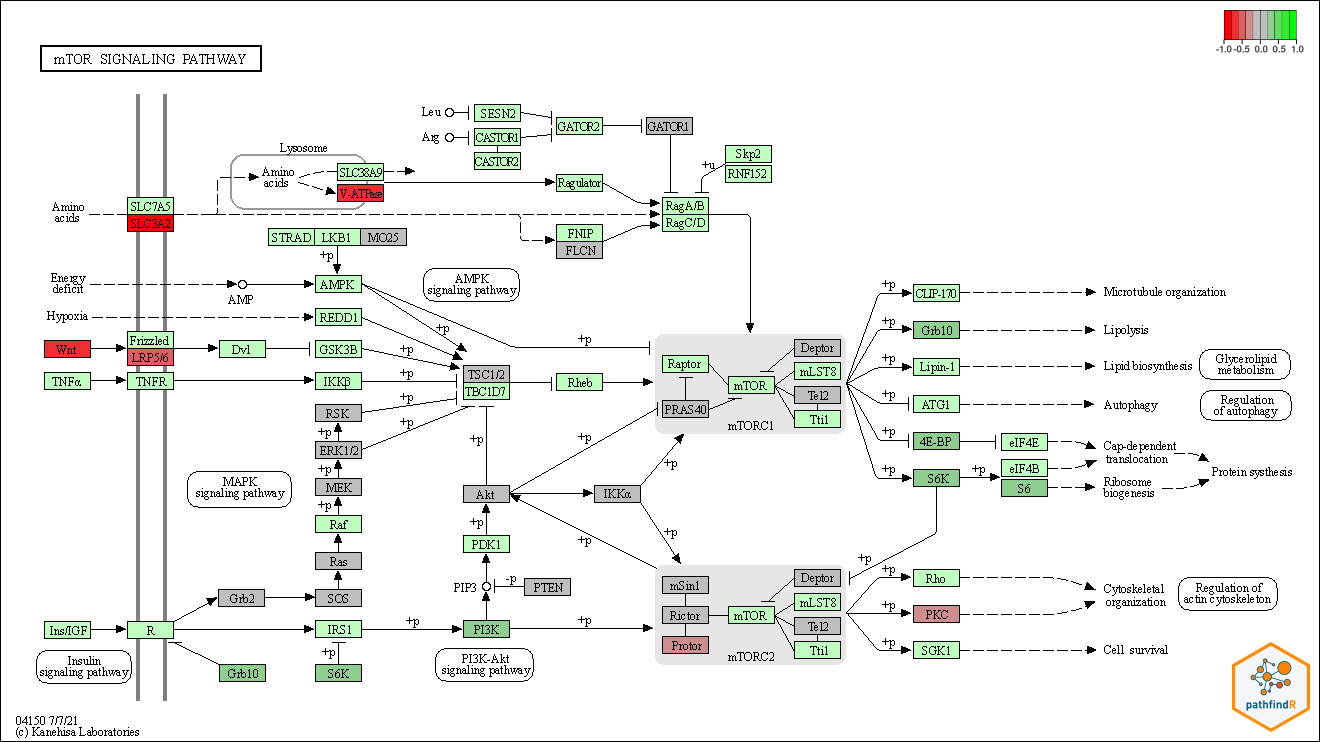 mTOR SIGNALING PATHWAY
-1.0 -0.5 0.0 0.5 1.0
Leu
SESN2
GATOR2
GATOR1
Arg
CASTOR1
CASTOR2
Skp2
RNF152
+u
Lysosome
Amino
acids
SLC38A9
V-ATPase
Ragulator
RagA/B
RagC/D
Amino
acids
SLC7A5
SLC3A2
FNIP
FLCN
STRAD
LKB1
MO25
+p
Energy
deficit
AMP
AMPK
AMPK
signaling pathway
Hypoxia
REDD1
+p
Wnt
Frizzled
LRP5/6
Dvl
GSK3B
+p
TNFα
TNFR
IKKβ
+p
TSC1/2
TBC1D7
Rheb
RSK
+p
+p
ERK1/2
+p
+p
MEK
+p
Raf
Ras
MAPK
signaling pathway
Grb2
SOS
Ins/IGF
R
IRS1
+p
+p
Insulin
signaling pathway
Grb10
S6K
PI3K
+p
PI3K-Akt
signaling pathway
PIP3
-p
PTEN
PDK1
+p
Akt
+p
IKKα
+p
+p
+p
+p
Raptor
PRAS40
mTOR
Deptor
mLST8
Tel2
Tti1
mTORC1
mSin1
Rictor
Protor
mTOR
Deptor
mLST8
Tel2
Tti1
mTORC2
+p
CLIP-170
Microtubule organization
+p
Grb10
Lipolysis
+p
Lipin-1
Lipid biosynthesis
Glycerolipid
metabolism
+p
ATG1
Autophagy
Regulation
of autophagy
+p
4E-BP
eIF4E
Cap-dependent
translocation
+p
S6K
+p
eIF4B
S6
Ribosome
biogenesis
Protein systhesis
+p
+p
Rho
+p
PKC
Cytoskeletal
organization
Regulation of
actin cytoskeleton
+p
SGK1
Cell survival
04150 7/7/21
(c) Kanehisa Laboratories
pathfindR